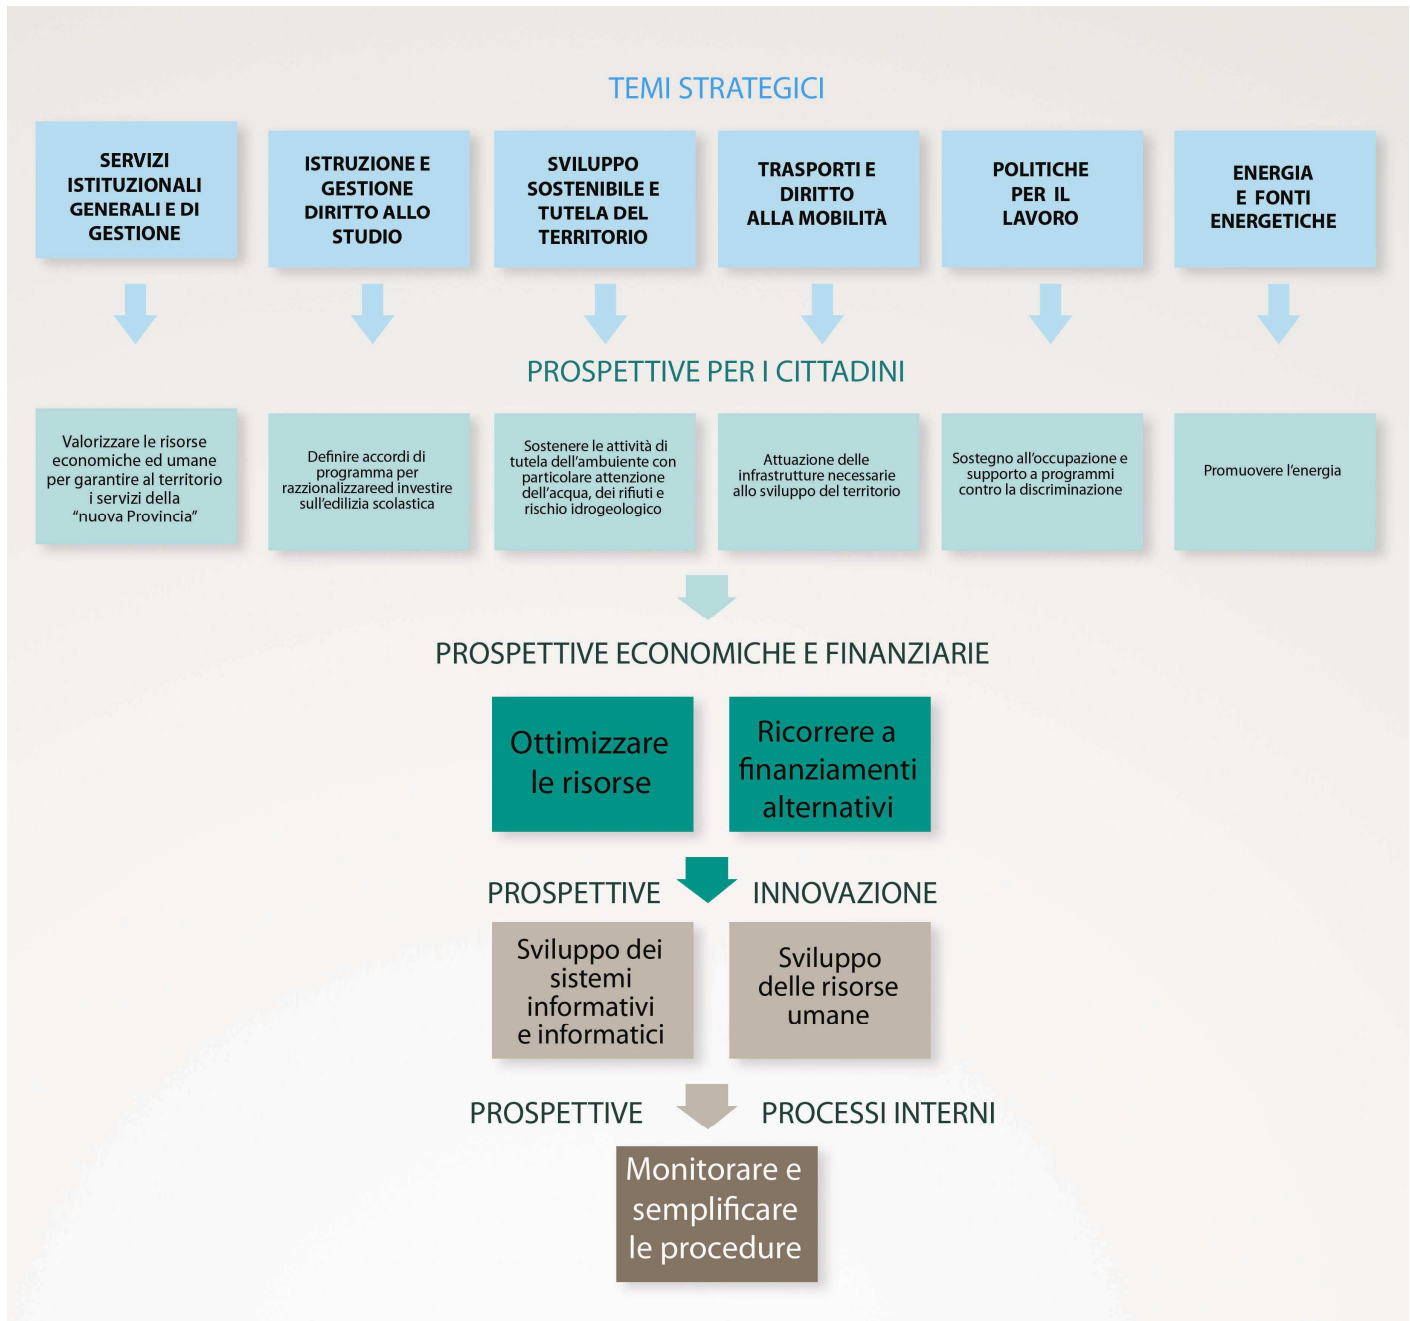 TEMI STRATEGICI
SERVIZI
ISTITUZIONALI
GENERALI E DI
GESTIONE
ISTRUZIONE E
GESTIONE
DIRITTO ALLO
STUDIO
SVILUPPO
SOSTENIBILE E
TUTELA DEL
TERRITORIO
TRASPORTI E
DIRITTO
ALLA MOBILITÀ
POLITICHE
PER IL
LAVORO
ENERGIA
E FONTI
ENERGETICHE
PROSPETTIVE PER I CITTADINI
Valorizzare le risorse
economiche ed umane
per garantire al territorio
i servizi della
“nuova Provincia”
Definire accordi di
programma per
razzionalizzareed investire
sull’edilizia scolastica
Sostenere le attività di
tutela dell’ambuiente con
particolare attenzione
dell’acqua, dei rifiuti e
rischio idrogeologico
Attuazione delle
infrastrutture necessarie
allo sviluppo del territorio
Sostegno all’occupazione e
supporto a programmi
contro la discriminazione
Promuovere l’energia
PROSPETTIVE ECONOMICHE E FINANZIARIE
Ottimizzare
le risorse
Ricorrere a
finanziamenti
alternativi
PROSPETTIVE INNOVAZIONE
Sviluppo dei
sistemi
informativi
e informatici
Sviluppo
delle risorse
umane
PROSPETTIVE PROCESSI INTERNI
Monitorare e
semplificare
le procedure